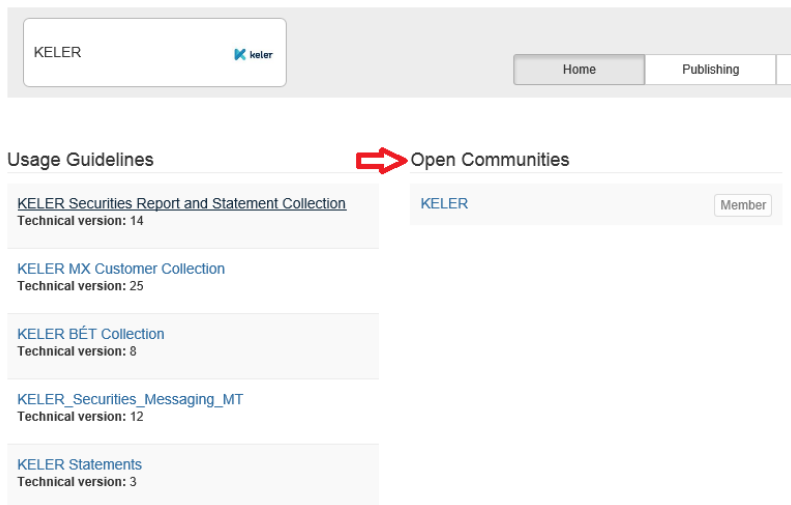 KELER
keler
Home
Publishing
Usage Guidelines
KELER Securities Report and Statement Collection
Technical version: 14
KELER MX Customer Collection
Technical version: 25
KELER BÉT Collection
Technical version: 8
KELER_Securities_Messaging_MT
Technical version: 12
KELER Statements
Technical version: 3
Open Communities
KELER
Member